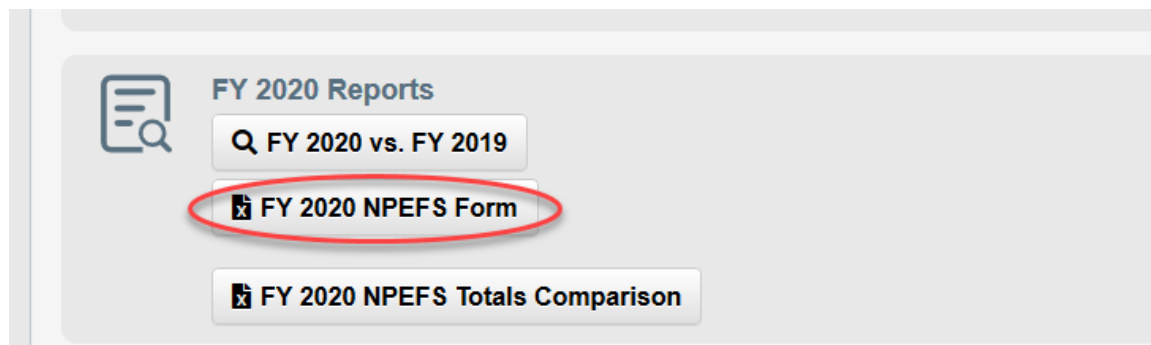 FY 2020 Reports
FY 2020 vs. FY 2019
FY 2020 NPEFS Form
FY 2020 NPEFS Totals Comparison